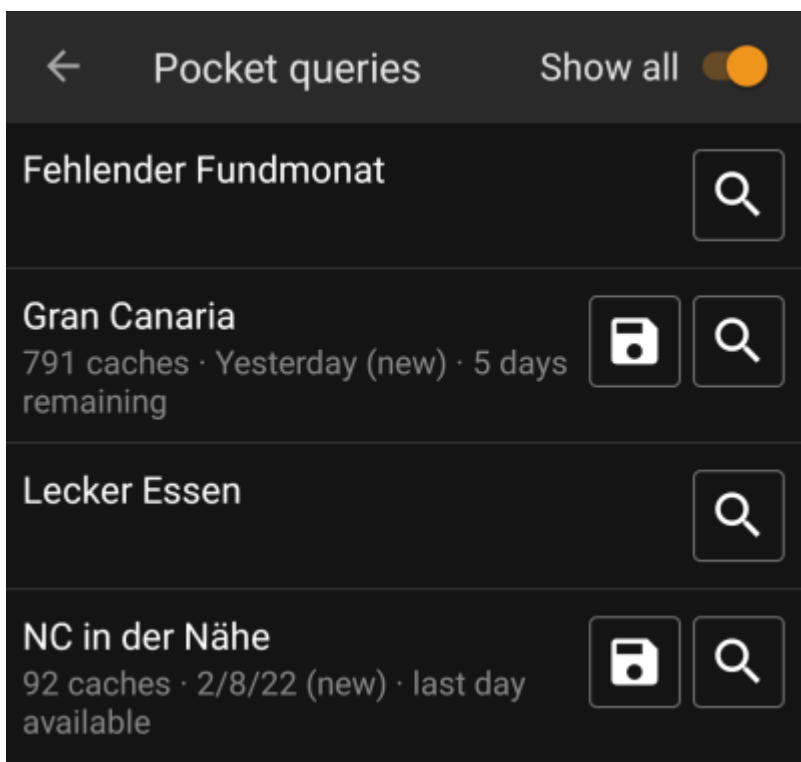 Pocket queries Show all
Fehlender Fundmonat
Gran Canaria
791 caches · Yesterday (new) · 5 days
remaining
Lecker Essen
NC in der Nähe
92 caches · 2/8/22 (new) · last day
available